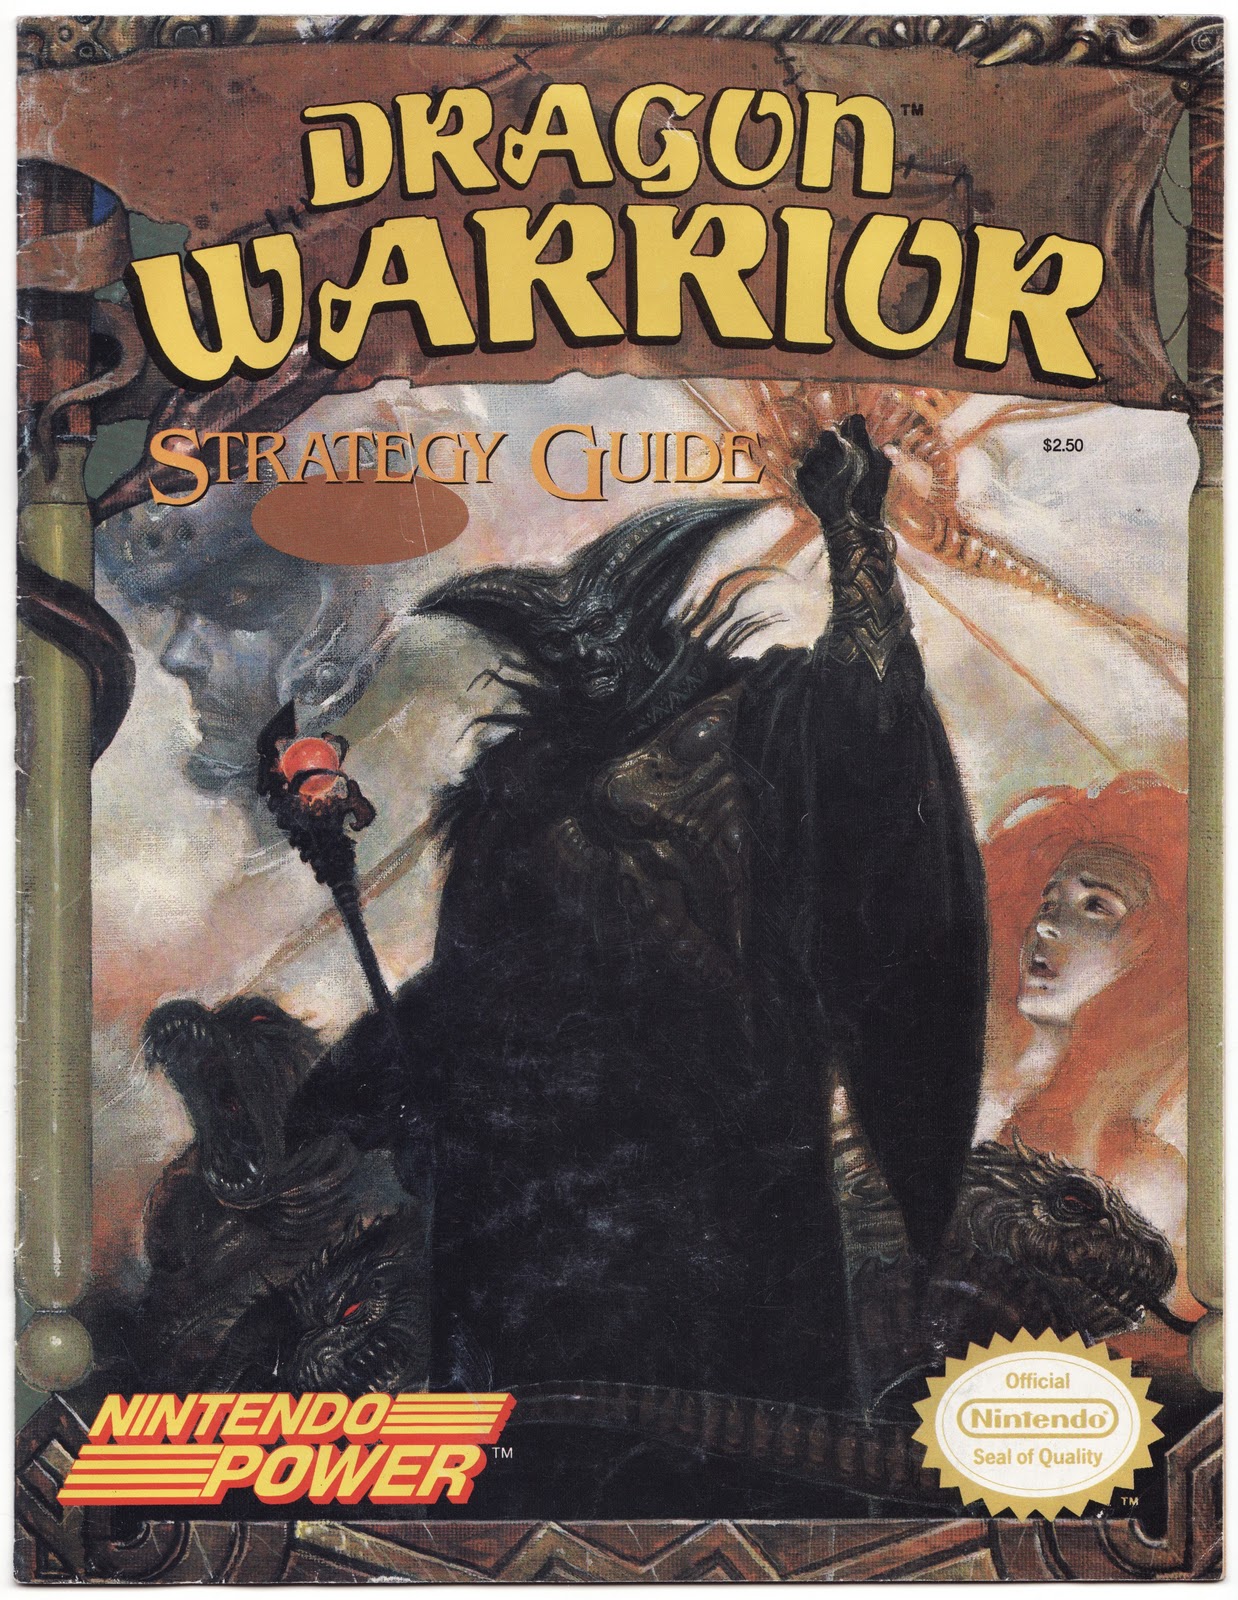 DRAGON™
WARRIOR
STRATEGY GUIDE
$2.50
NINTENDO
POWER™
Official
Nintendo®
Seal of Quality
TM